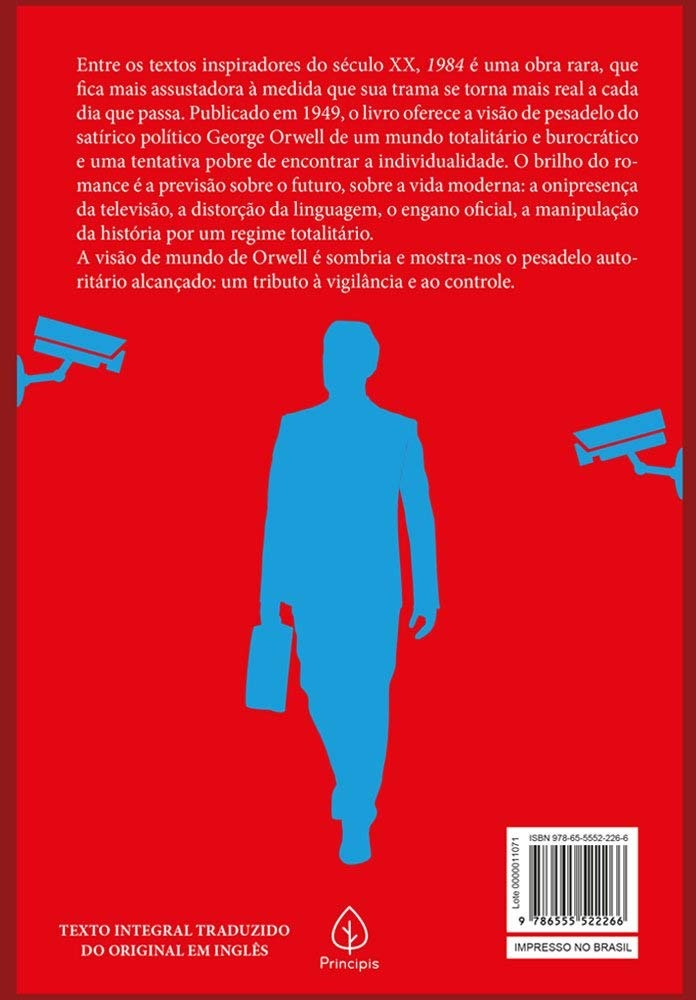 Entre os textos inspiradores do século XX, 1984 é uma obra rara, que
fica mais assustadora à medida que sua trama se torna mais real a cada
dia que passa. Publicado em 1949, o livro oferece a visão de pesadelo do
satírico político George Orwell de um mundo totalitário e burocrático
e uma tentativa pobre de encontrar a individualidade. O brilho do ro-
mance é a previsão sobre o futuro, sobre a vida moderna: a onipresença
da televisão, a distorção da linguagem, o engano oficial, a manipulação
da história por um regime totalitário.
A visão de mundo de Orwell é sombria e mostra-nos o pesadelo auto-
ritário alcançado: um tributo à vigilância e ao controle.
TEXTO INTEGRAL TRADUZIDO
DO ORIGINAL EM INGLÊS
Principis
Lote 0000011071
ISBN 978-65-5552-226-6
9 786555 522266
IMPRESSO NO BRASIL